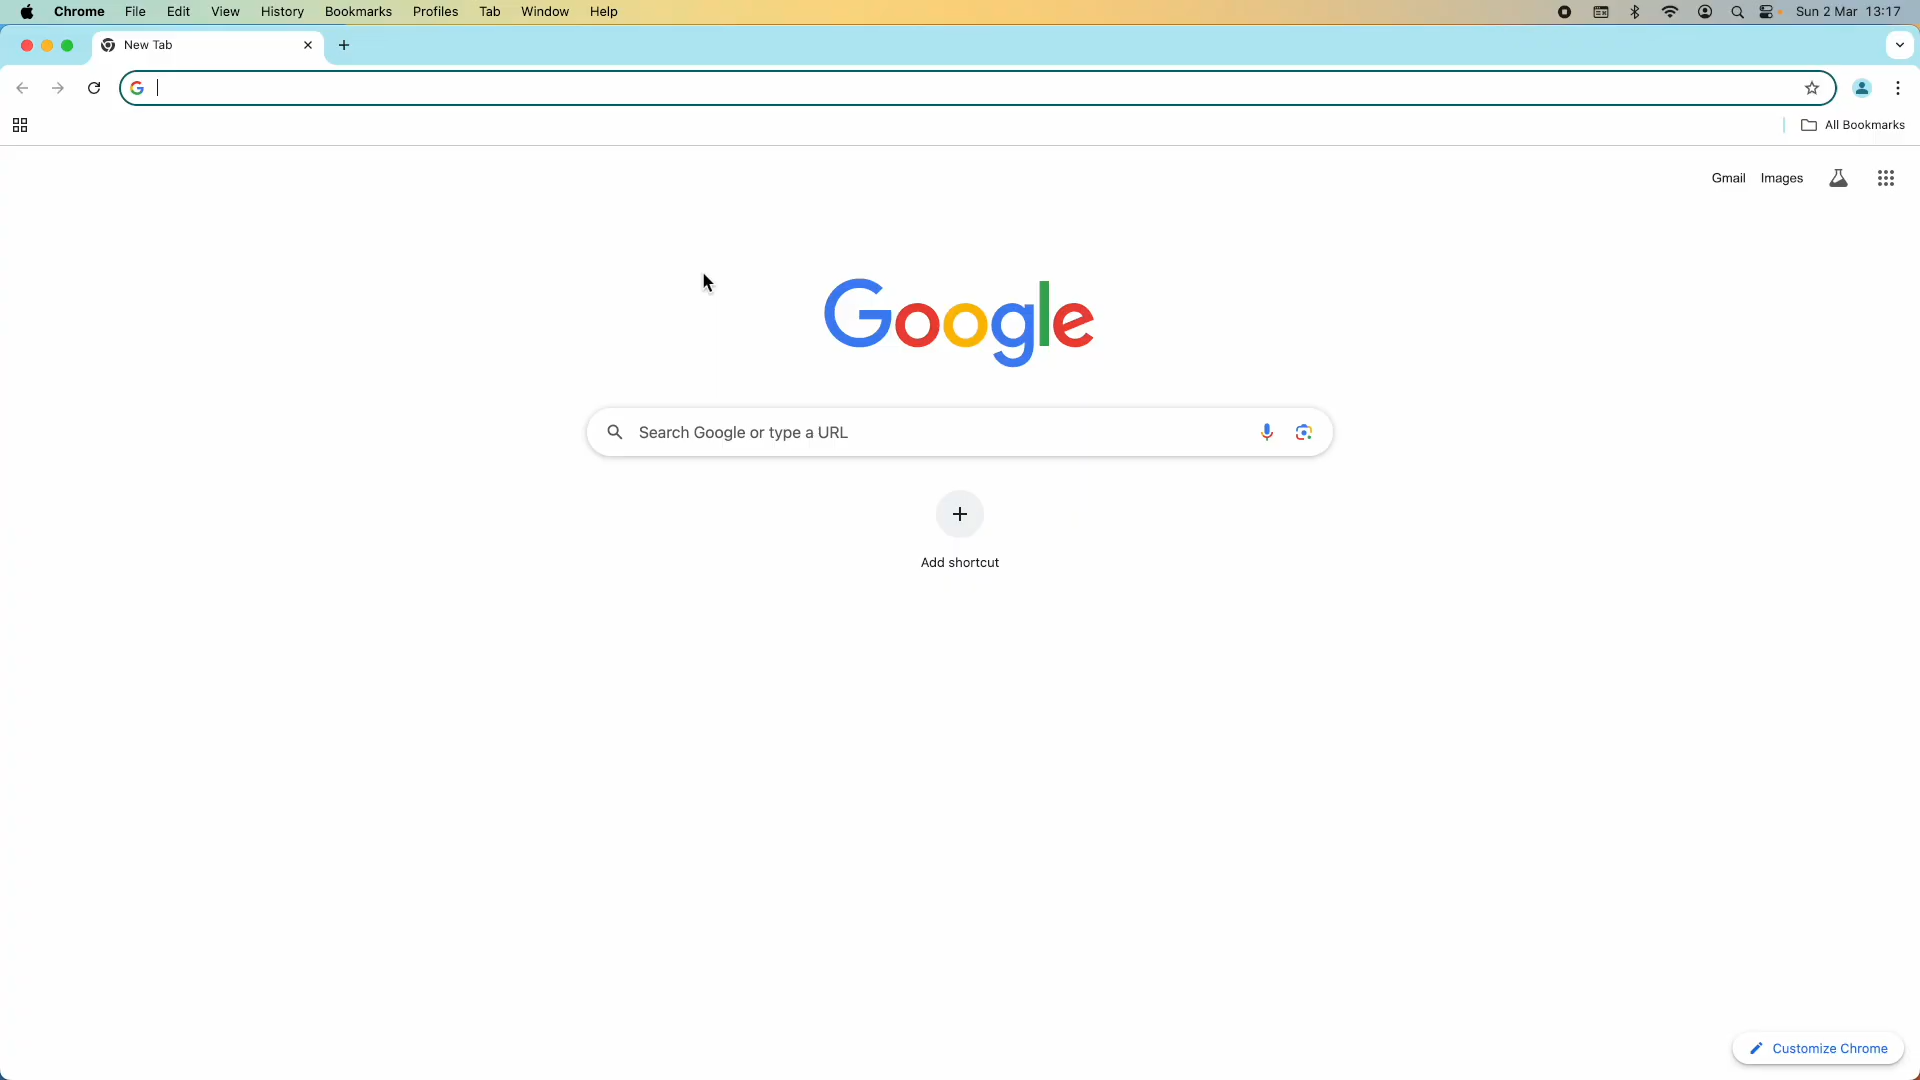 Chrome File Edit View History Bookmarks Profiles Tab Window Help Sun 2 Mar 13:17
New Tab
All Bookmarks
Gmail Images
Google
Search Google or type a URL
Add shortcut
Customize Chrome